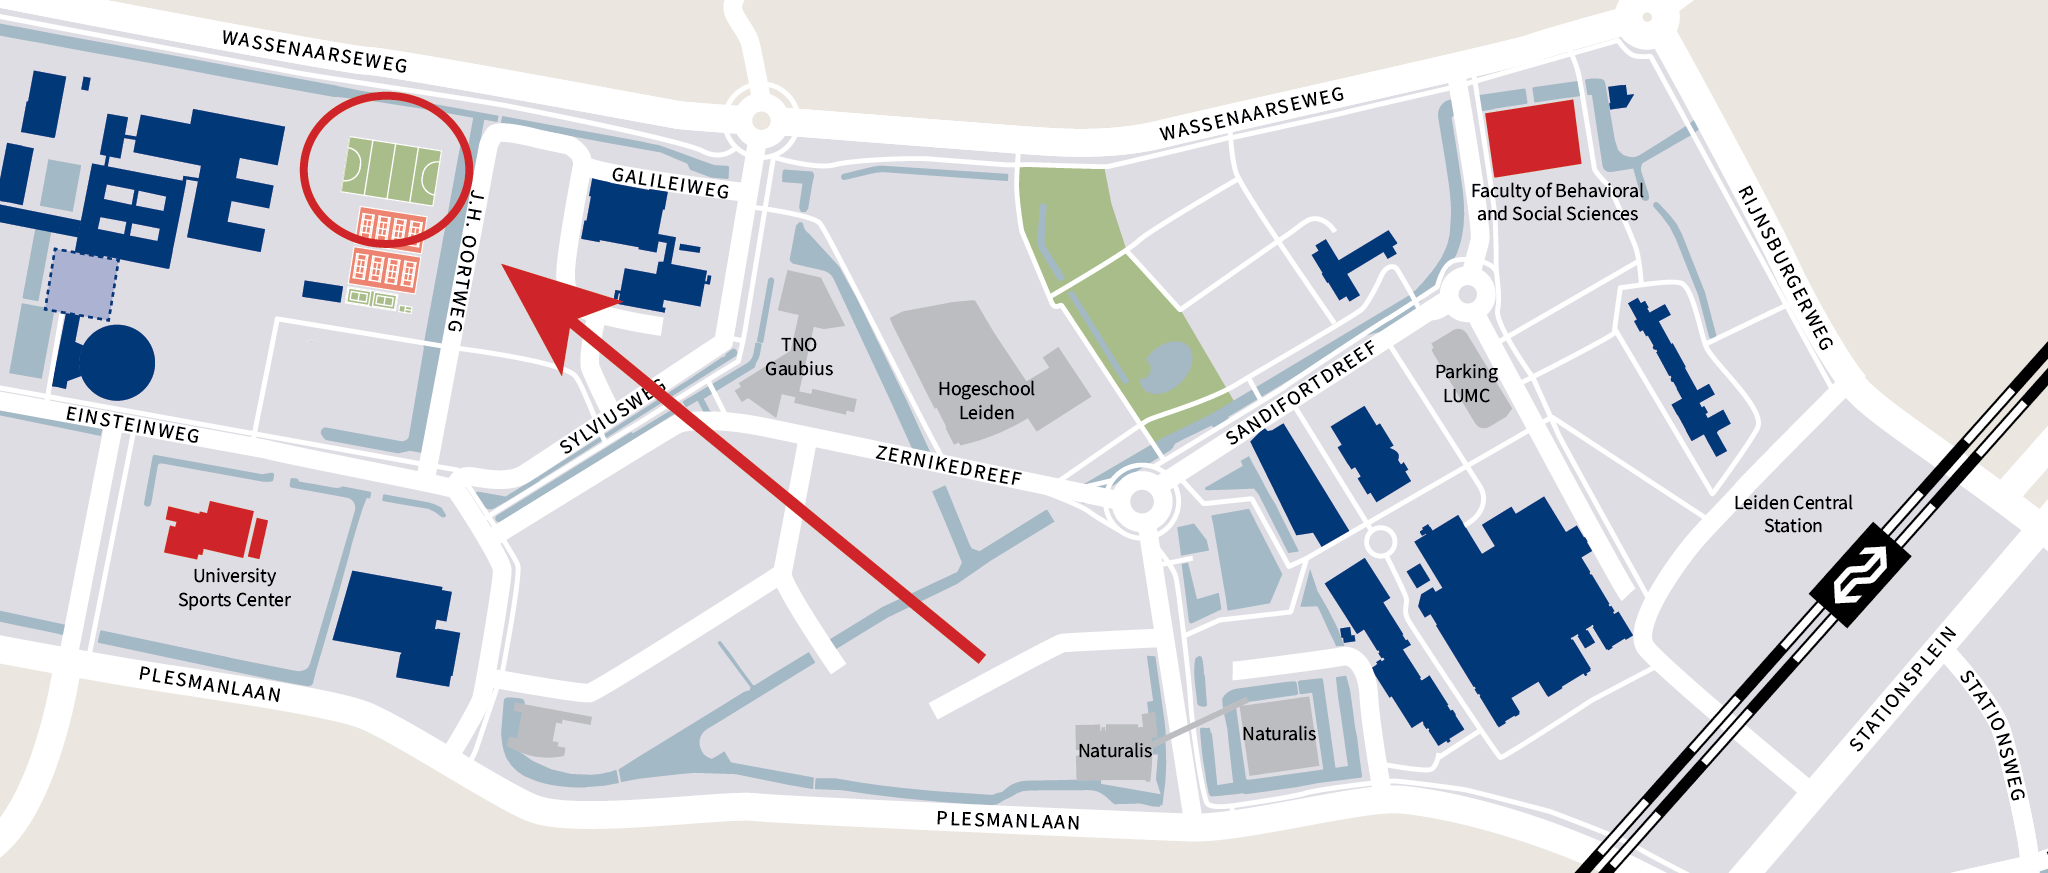 WASSENAARSEWEG
WASSENAARSEWEG
GALILEIWEG
J.H. OORTWEG
Faculty of Behavioral
and Social Sciences
RIJNSBURGERWEG
TNO
Gaubius
Hogeschool
Leiden
Parking
LUMC
SANDIFORTDREEF
SYLVIUSWEG
EINSTEINWEG
ZERNIKEDREEF
Leiden Central
Station
University
Sports Center
PLESMANLAAN
STATIONSPLEIN
STATIONSWEG
Naturalis
Naturalis
PLESMANLAAN